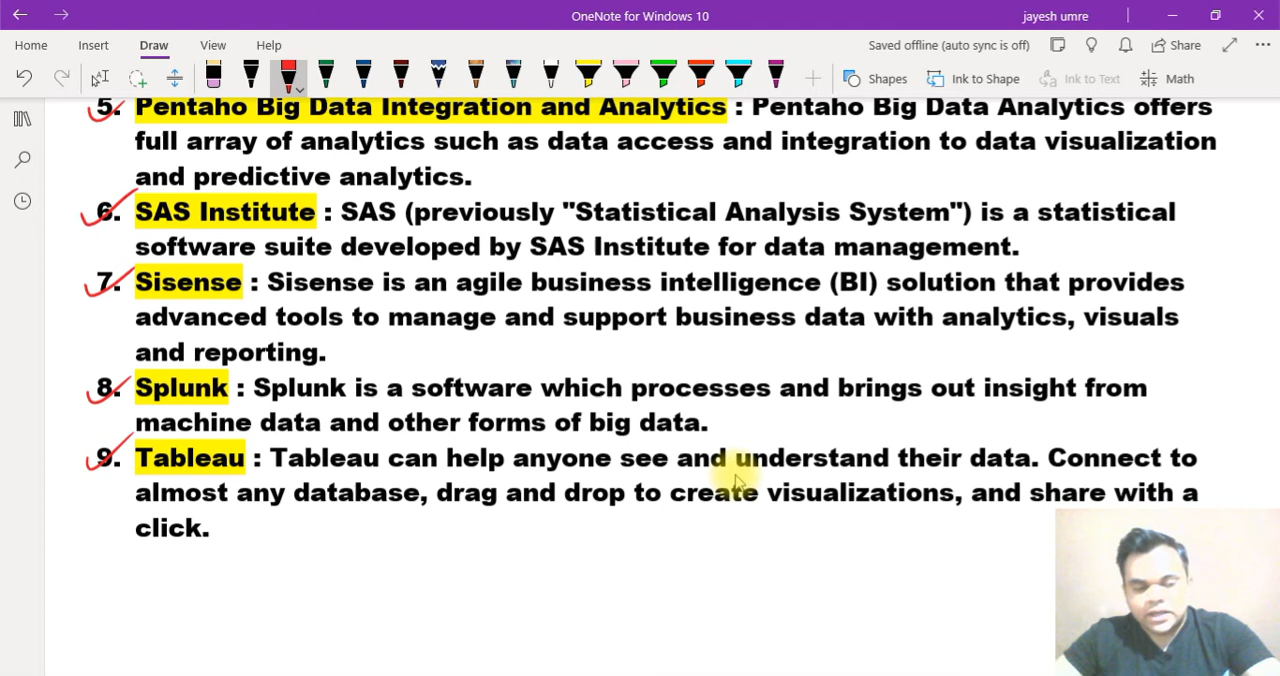 OneNote for Windows 10
jayesh umre
Home Insert Draw View Help
Saved offline (auto sync is off)
Share
Shapes
Ink to Shape
Ink to Text
Math
5. Pentaho Big Data Integration and Analytics : Pentaho Big Data Analytics offers
full array of analytics such as data access and integration to data visualization
and predictive analytics.
6. SAS Institute : SAS (previously "Statistical Analysis System") is a statistical
software suite developed by SAS Institute for data management.
7. Sisense : Sisense is an agile business intelligence (BI) solution that provides
advanced tools to manage and support business data with analytics, visuals
and reporting.
8. Splunk : Splunk is a software which processes and brings out insight from
machine data and other forms of big data.
9. Tableau : Tableau can help anyone see and understand their data. Connect to
almost any database, drag and drop to create visualizations, and share with a
click.